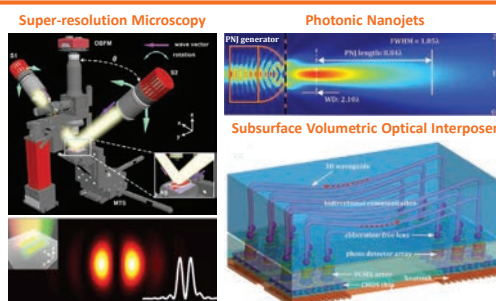 Super-resolution Microscopy
OBFM
wave vector
rotation
S1
S2
θ
MTS
Photonic Nanojets
PNJ generator
FWHM = 1.05λ
PNJ length: 8.04λ
WD: 2.10λ
Subsurface Volumetric Optical Interposer
3D waveguide
bidirectional communication
aberration free lens
photo detector array
VCSEL array
CMOS chip
heatsink